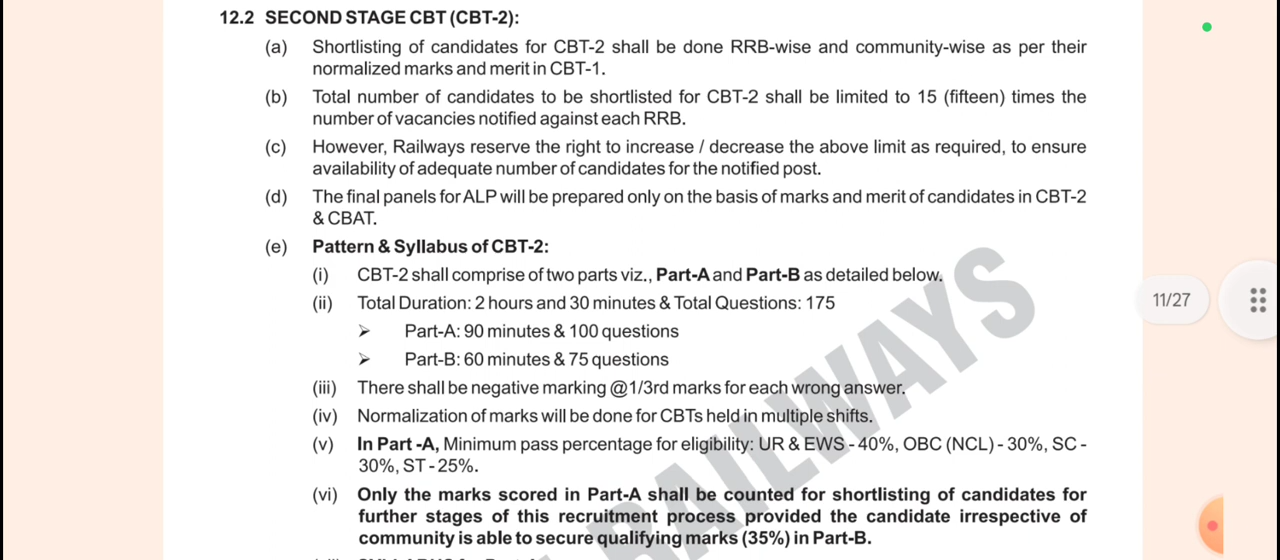 12.2 SECOND STAGE CBT (CBT-2):
(a) Shortlisting of candidates for CBT-2 shall be done RRB-wise and community-wise as per their
normalized marks and merit in CBT-1.
(b) Total number of candidates to be shortlisted for CBT-2 shall be limited to 15 (fifteen) times the
number of vacancies notified against each RRB.
(c) However, Railways reserve the right to increase / decrease the above limit as required, to ensure
availability of adequate number of candidates for the notified post.
(d) The final panels for ALP will be prepared only on the basis of marks and merit of candidates in CBT-2
& CBAT.
(e) Pattern & Syllabus of CBT-2:
(i) CBT-2 shall comprise of two parts viz., Part-A and Part-B as detailed below.
(ii) Total Duration: 2 hours and 30 minutes & Total Questions: 175
➢ Part-A: 90 minutes & 100 questions
➢ Part-B: 60 minutes & 75 questions
(iii) There shall be negative marking @1/3rd marks for each wrong answer.
(iv) Normalization of marks will be done for CBTs held in multiple shifts.
(v) In Part -A, Minimum pass percentage for eligibility: UR & EWS - 40%, OBC (NCL) - 30%, SC -
30%, ST - 25%.
(vi) Only the marks scored in Part-A shall be counted for shortlisting of candidates for
further stages of this recruitment process provided the candidate irrespective of
community is able to secure qualifying marks (35%) in Part-B.
RAILWAYS
11/27